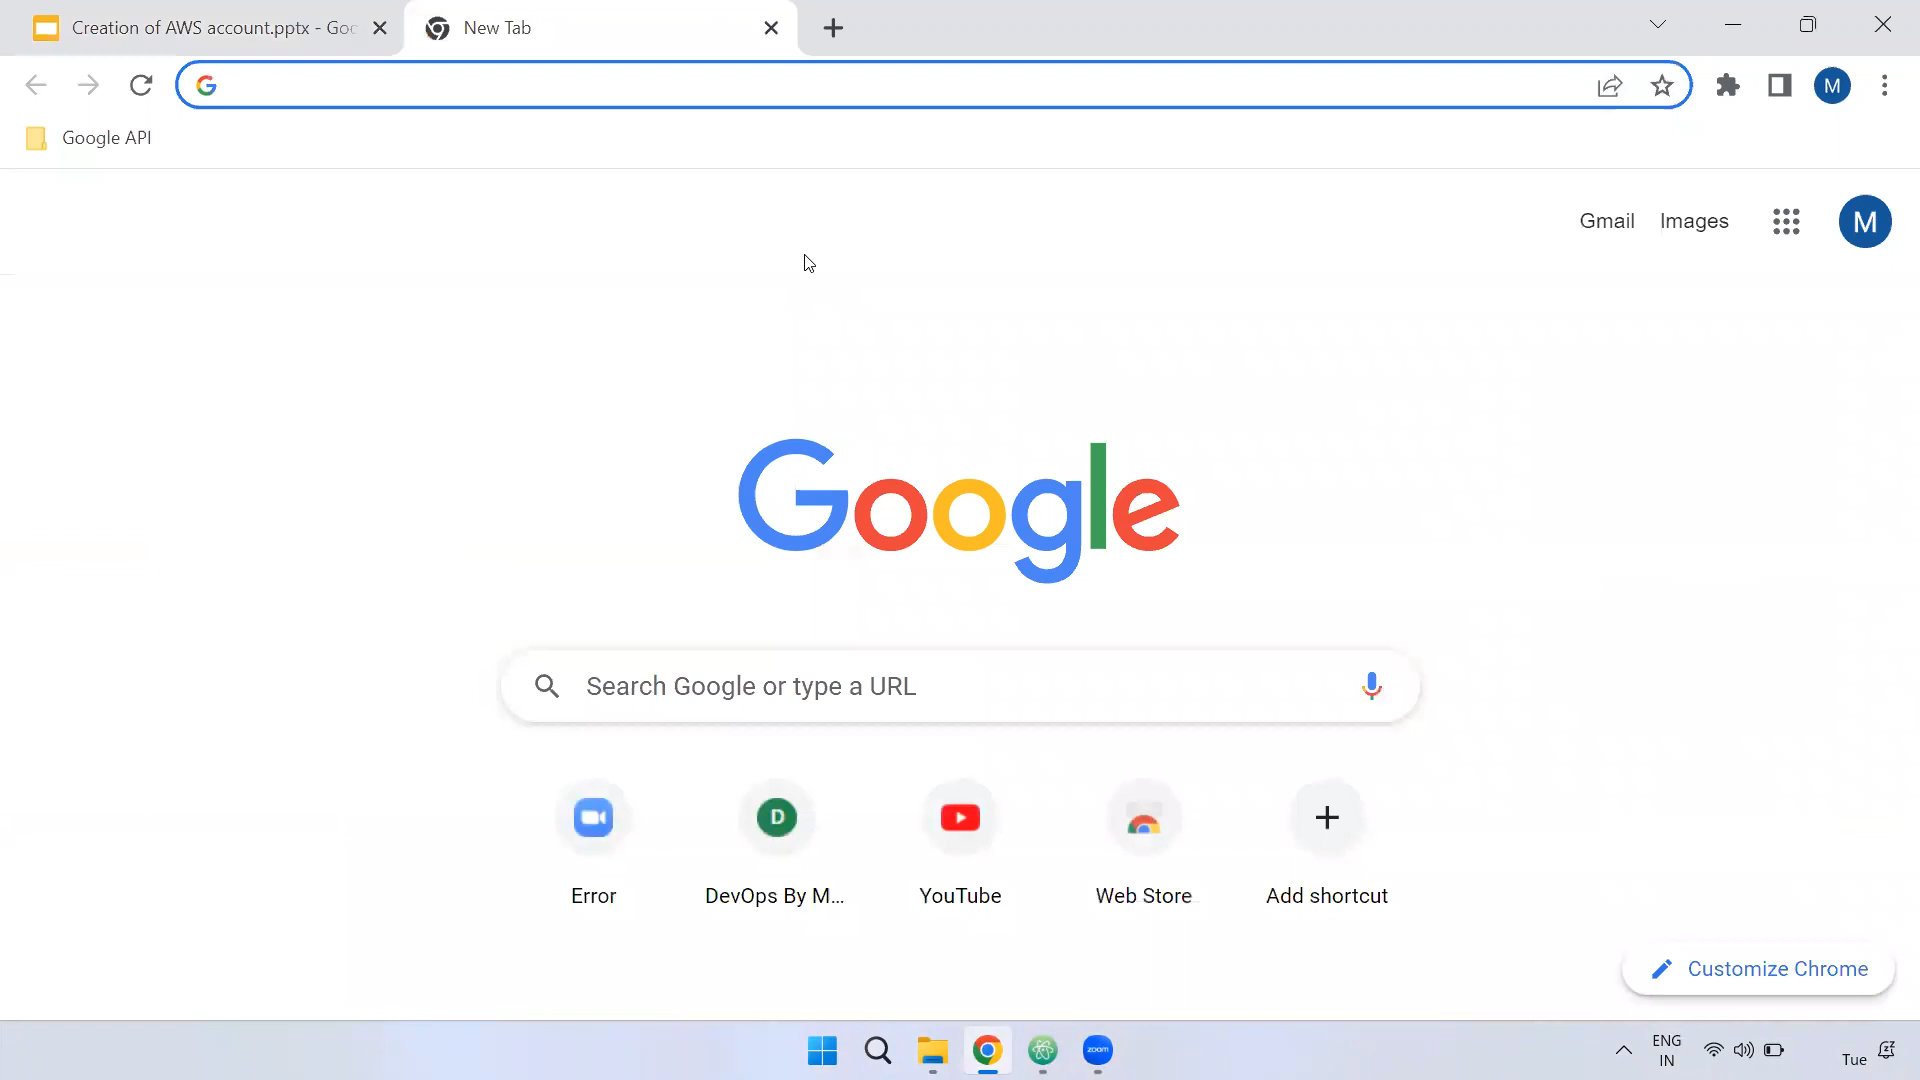 Creation of AWS account.pptx - Goo
New Tab
M
Google API
Gmail
Images
M
Google
Search Google or type a URL
D
Error
DevOps By M...
YouTube
Web Store
Add shortcut
Customize Chrome
zoom
ENG
IN
Tue